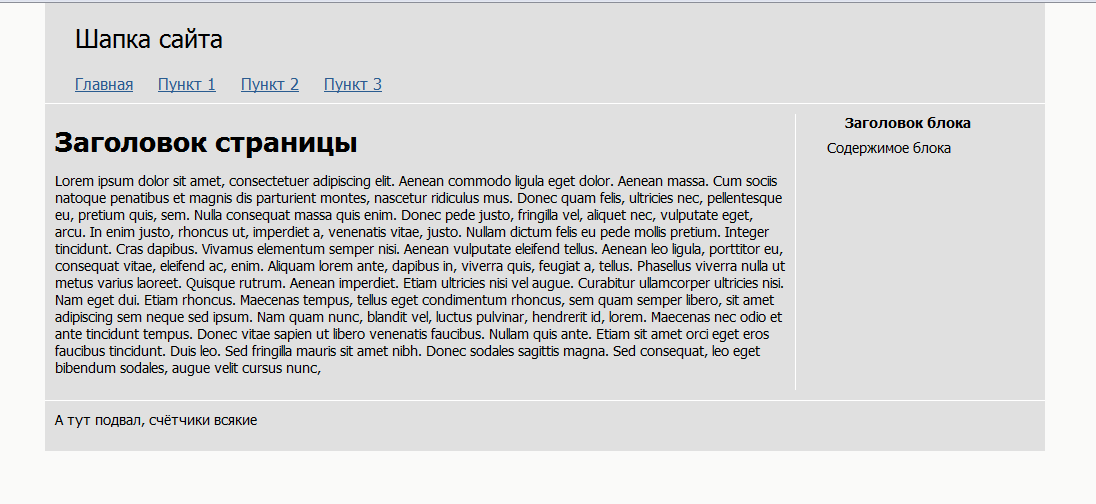 Шапка сайта
Главная Пункт 1 Пункт 2 Пункт 3
Заголовок страницы
Lorem ipsum dolor sit amet, consectetuer adipiscing elit. Aenean commodo ligula eget dolor. Aenean massa. Cum sociis
natoque penatibus et magnis dis parturient montes, nascetur ridiculus mus. Donec quam felis, ultricies nec, pellentesque
eu, pretium quis, sem. Nulla consequat massa quis enim. Donec pede justo, fringilla vel, aliquet nec, vulputate eget,
arcu. In enim justo, rhoncus ut, imperdiet a, venenatis vitae, justo. Nullam dictum felis eu pede mollis pretium. Integer
tincidunt. Cras dapibus. Vivamus elementum semper nisi. Aenean vulputate eleifend tellus. Aenean leo ligula, porttitor eu,
consequat vitae, eleifend ac, enim. Aliquam lorem ante, dapibus in, viverra quis, feugiat a, tellus. Phasellus viverra nulla ut
metus varius laoreet. Quisque rutrum. Aenean imperdiet. Etiam ultricies nisi vel augue. Curabitur ullamcorper ultricies nisi.
Nam eget dui. Etiam rhoncus. Maecenas tempus, tellus eget condimentum rhoncus, sem quam semper libero, sit amet
adipiscing sem neque sed ipsum. Nam quam nunc, blandit vel, luctus pulvinar, hendrerit id, lorem. Maecenas nec odio et
ante tincidunt tempus. Donec vitae sapien ut libero venenatis faucibus. Nullam quis ante. Etiam sit amet orci eget eros
faucibus tincidunt. Duis leo. Sed fringilla mauris sit amet nibh. Donec sodales sagittis magna. Sed consequat, leo eget
bibendum sodales, augue velit cursus nunc,
Заголовок блока
Содержимое блока
А тут подвал, счётчики всякие